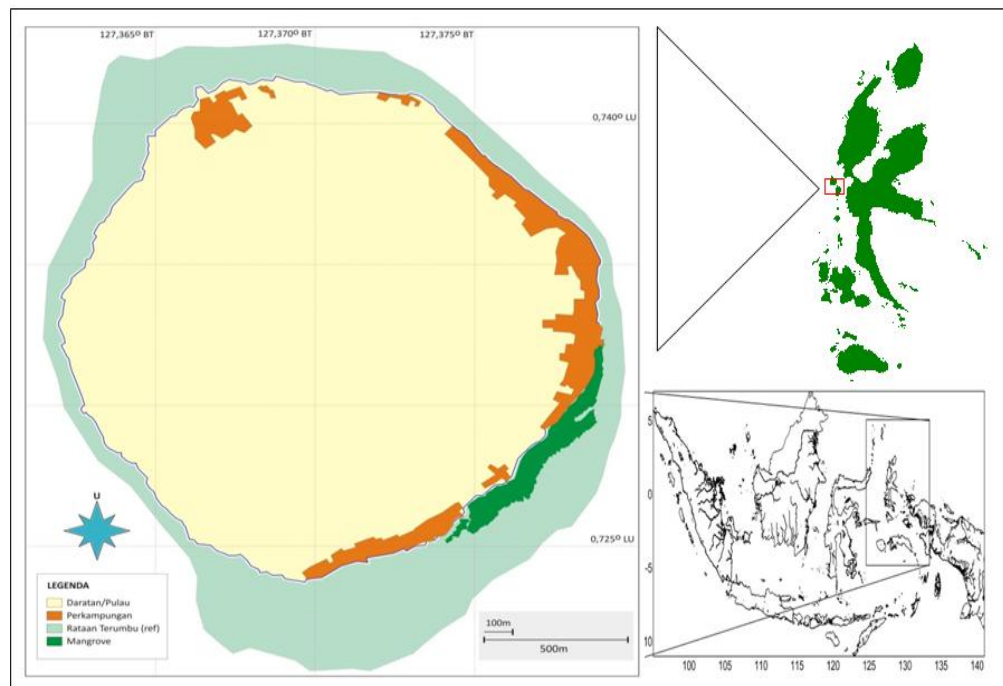 127,365º BT
127,370º BT
127,375º BT
0,740º LU
0,725º LU
U
LEGENDA
Daratan/Pulau
Perkampungan
Rataan Terumbu (ref)
Mangrove
100m
500m
5
0
-5
10
95 100 105 110 115 120 125 130 135 140